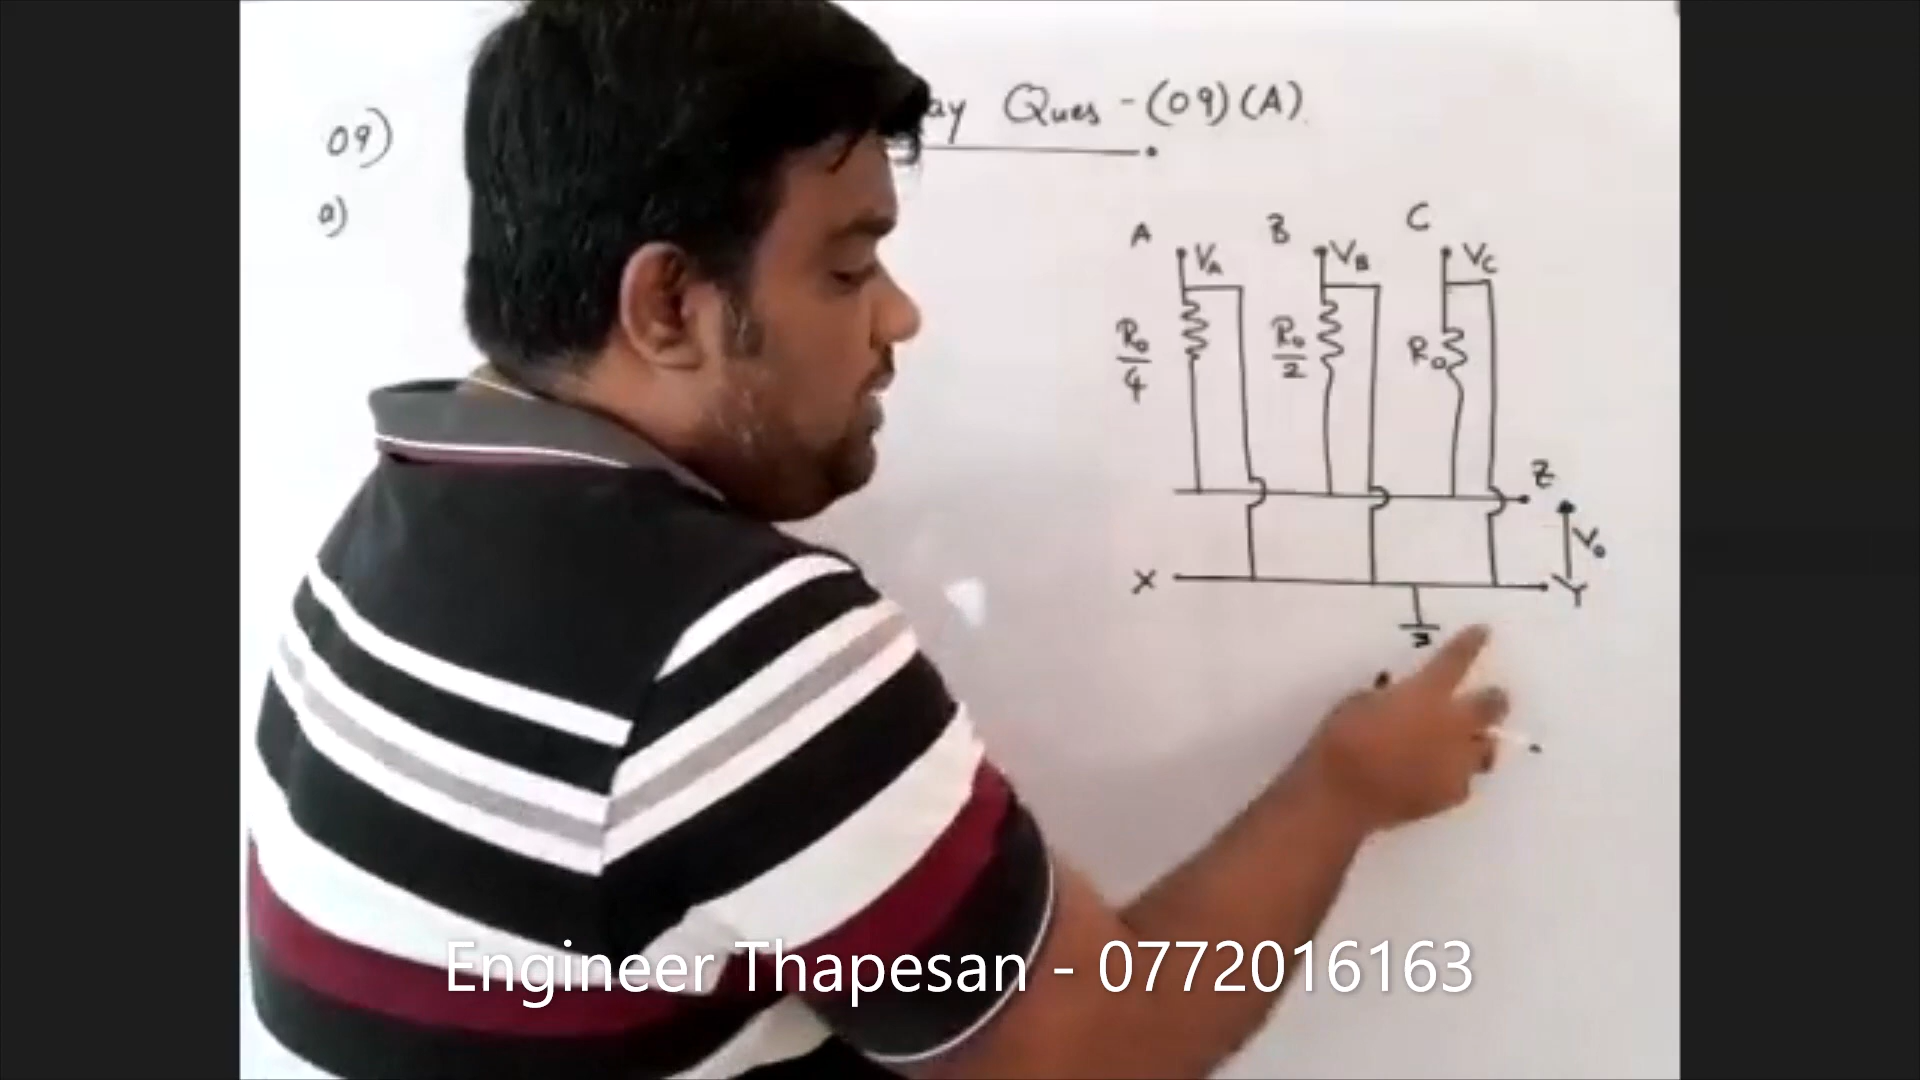 ay Ques - (09) (A).
09)
a)
A B C
VA VB VC
R0/4 R0/2 R0
Z
V0
X Y
Engineer Thapesan - 0772016163